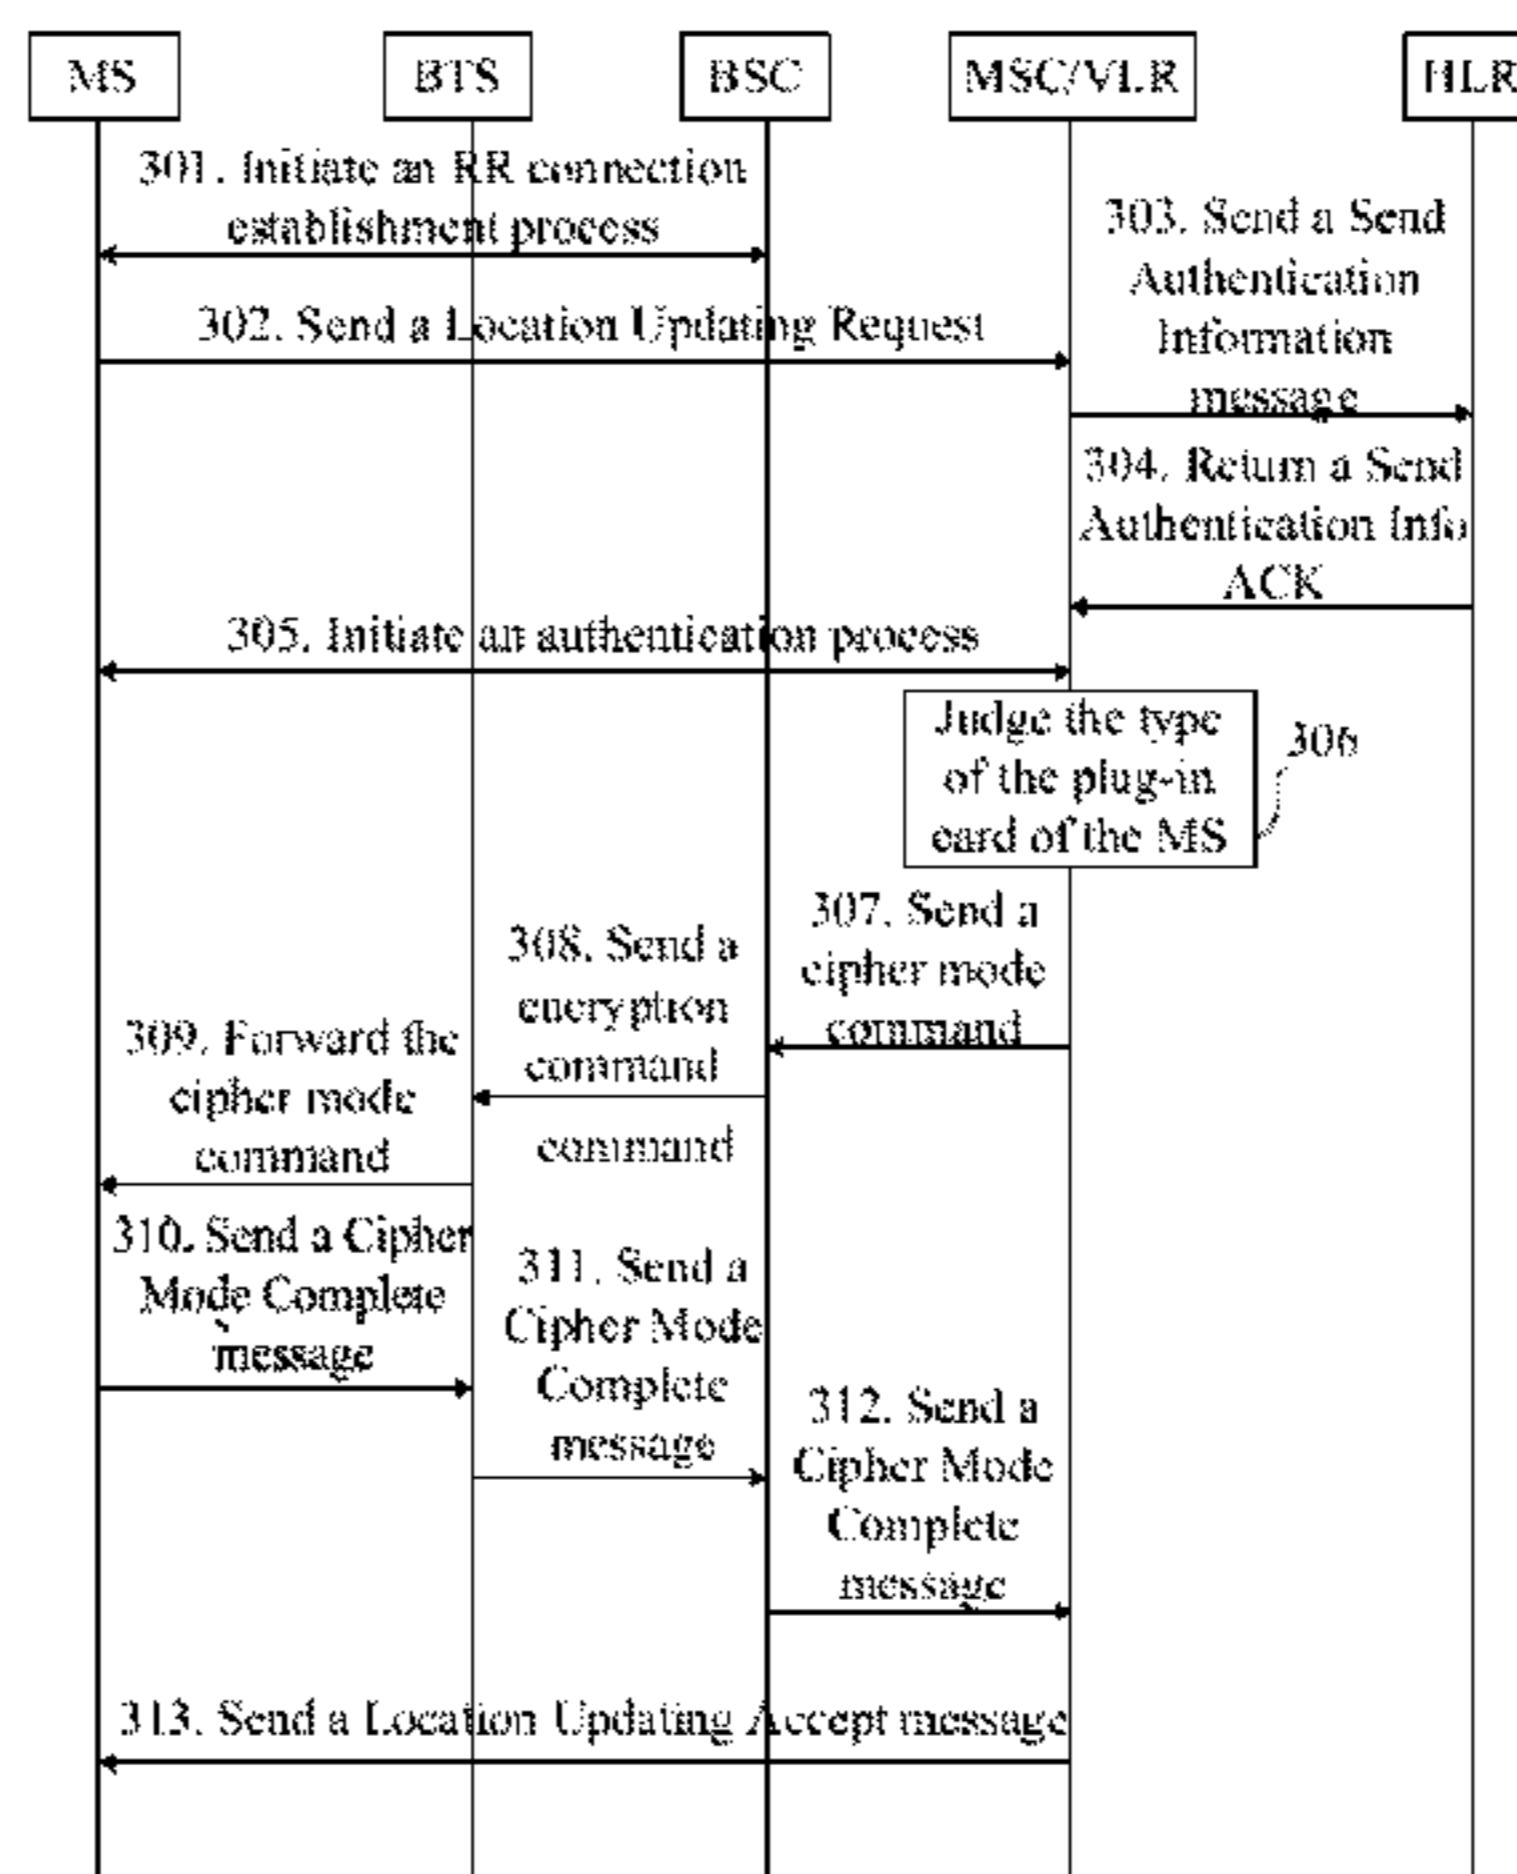 MS
BTS
BSC
MSC/VLR
HLR
301. Initiate an RR connection
establishment process
302. Send a Location Updating Request
303. Send a Send
Authentication
Information
message
304. Return a Send
Authentication Info
ACK
305. Initiate an authentication process
Judge the type
of the plug-in
card of the MS
306
307. Send a
cipher mode
command
308. Send a
encryption
command
command
309. Forward the
cipher mode
command
310. Send a Cipher
Mode Complete
message
311. Send a
Cipher Mode
Complete
message
312. Send a
Cipher Mode
Complete
message
313. Send a Location Updating Accept message